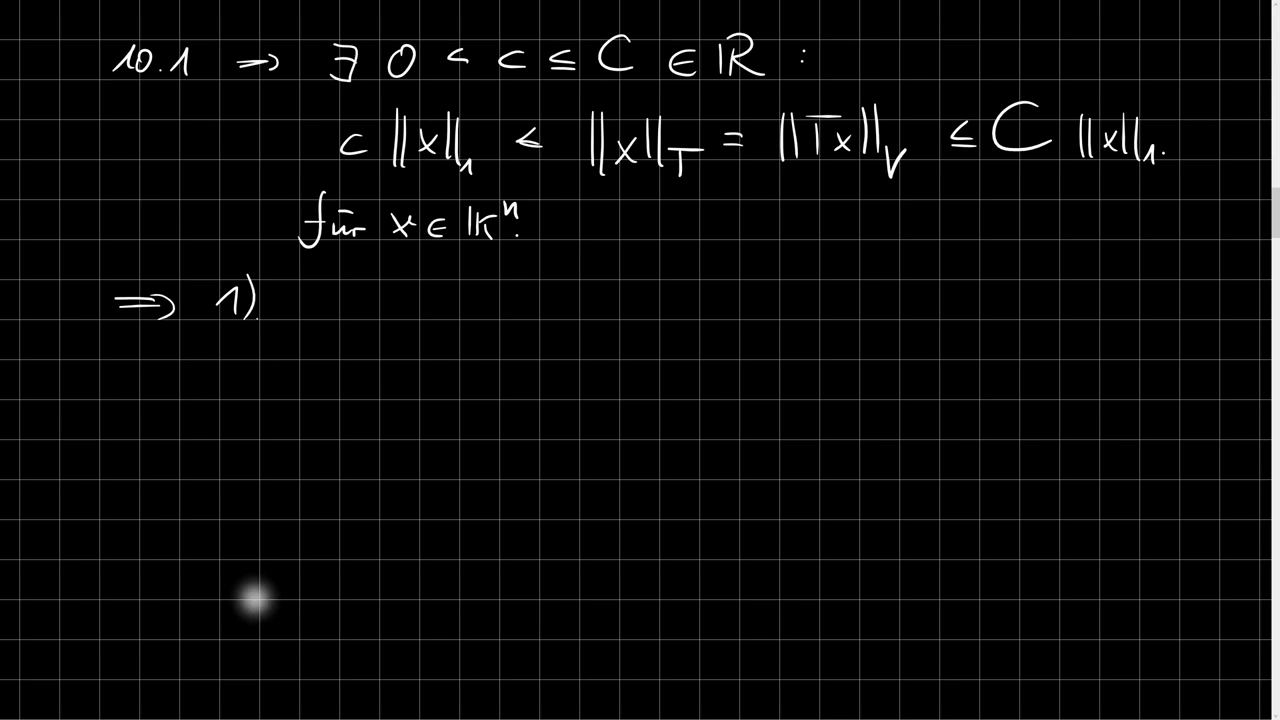 10.1 ⇒ ∃ 0 < c ≤ C ∈ ℝ :
c ||x||₁ ≤ ||x||_T = ||Tx||_V ≤ C ||x||₁.
für x ∈ 𝕂ⁿ.
⇒ 1)